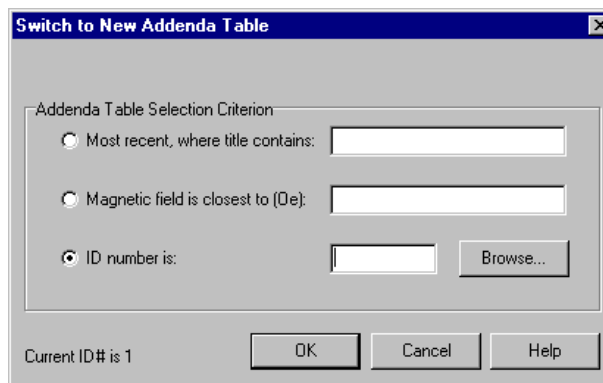 Switch to New Addenda Table
Addenda Table Selection Criterion
Most recent, where title contains:
Magnetic field is closest to (Oe):
ID number is:
Browse...
Current ID# is 1
OK
Cancel
Help